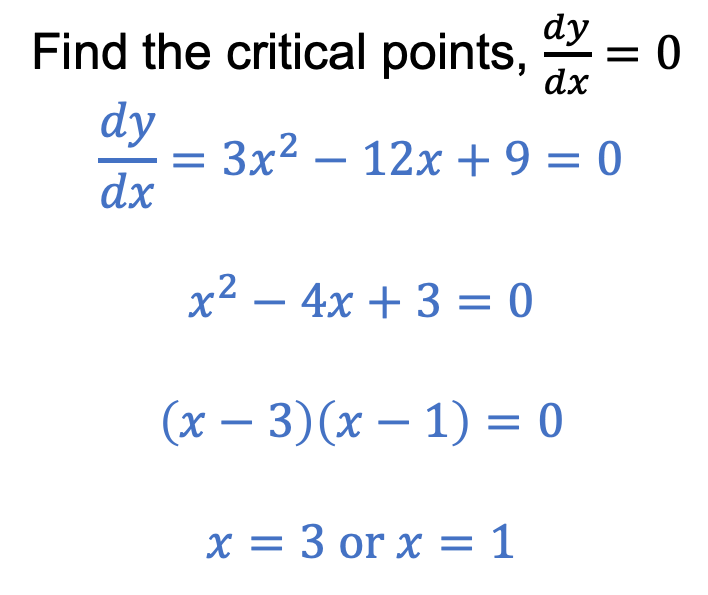 Find the critical points, dy/dx = 0
dy/dx = 3x² − 12x + 9 = 0
x² − 4x + 3 = 0
(x − 3)(x − 1) = 0
x = 3 or x = 1